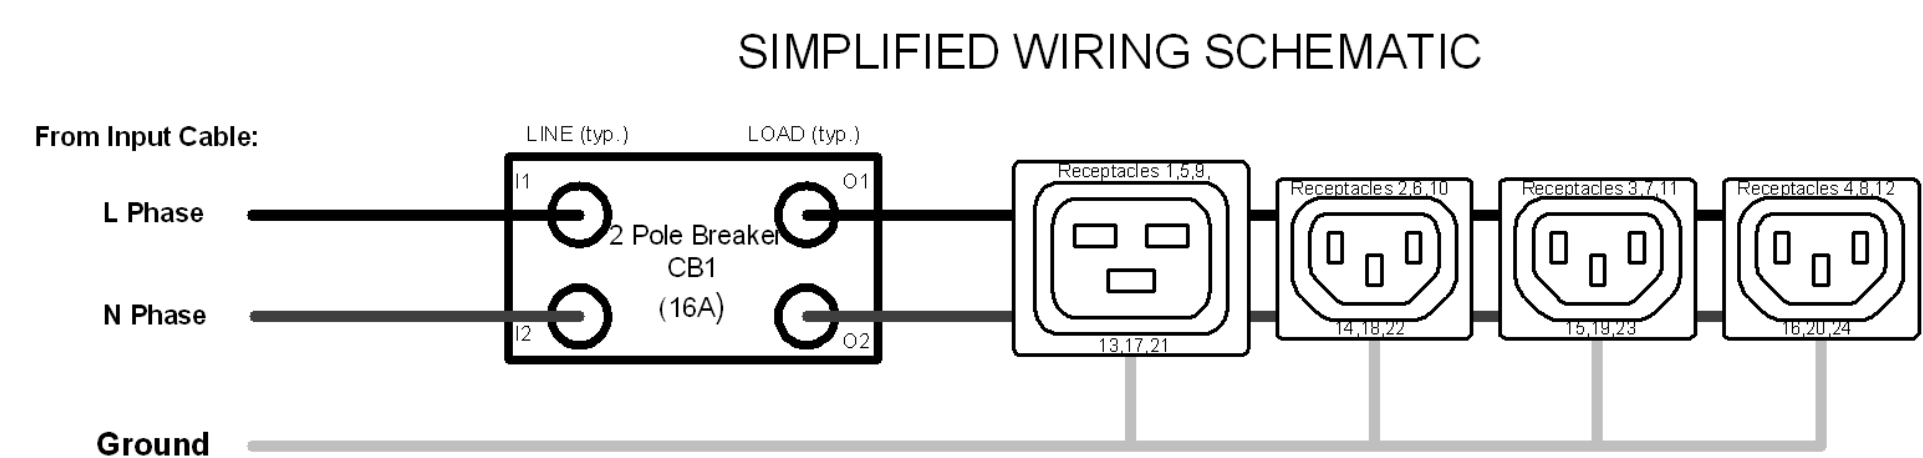 SIMPLIFIED WIRING SCHEMATIC
From Input Cable:
LINE (typ.)
LOAD (typ.)
I1
O1
L Phase
2 Pole Breaker
CB1
(16A)
N Phase
I2
O2
Receptacles 1,5,9,
13,17,21
Receptacles 2,6,10
14,18,22
Receptacles 3,7,11
15,19,23
Receptacles 4,8,12
16,20,24
Ground